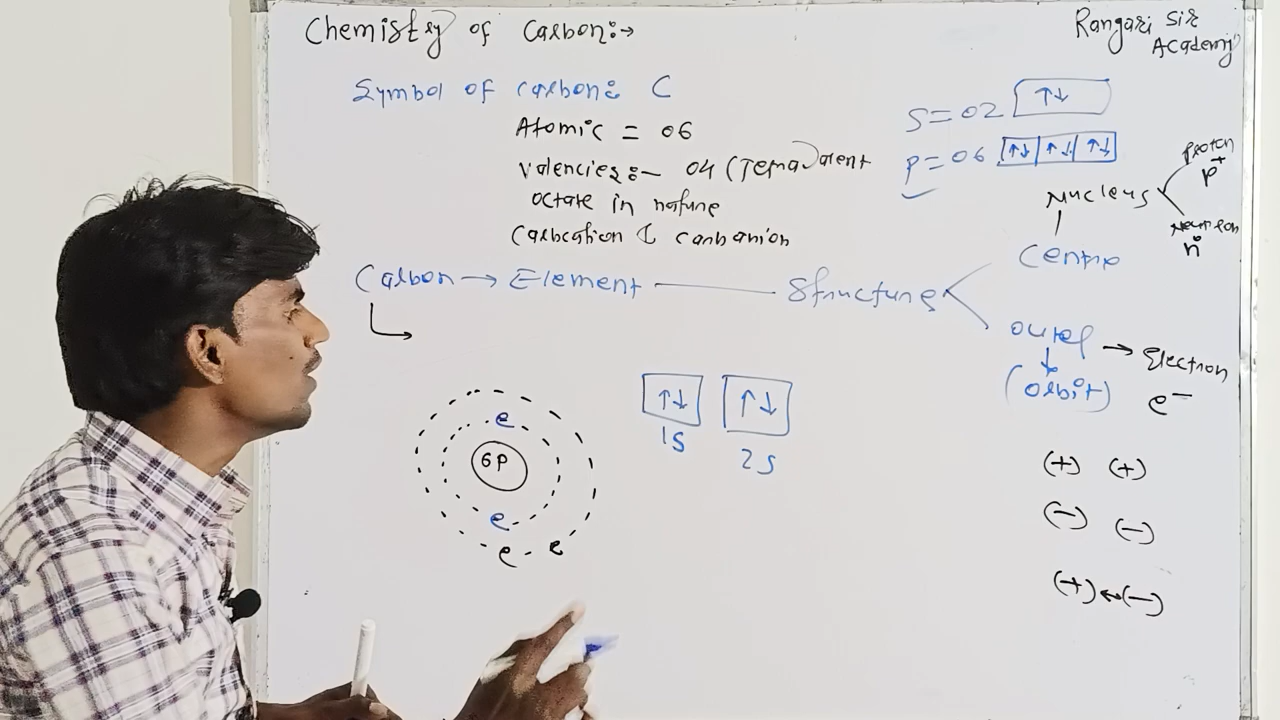 Chemistry of Carbon:→
Rangari Sir
Academy
Symbol of carbon: C
Atomic = 06
Valencies:- 04 (Tetravalent
octate in nature
Carbcation & carbanion
S = 02 ↑↓
P = 06 ↑↓ ↑↓ ↑↓
Nucleus
Proton
p+
Neutron
n°
Centre
Carbon → Element — Structure
outer → Electron
(orbit) e−
6P
e
e
e e
↑↓ ↑↓
1S 2S
(+) (+)
(−) (−)
(+)↔(−)